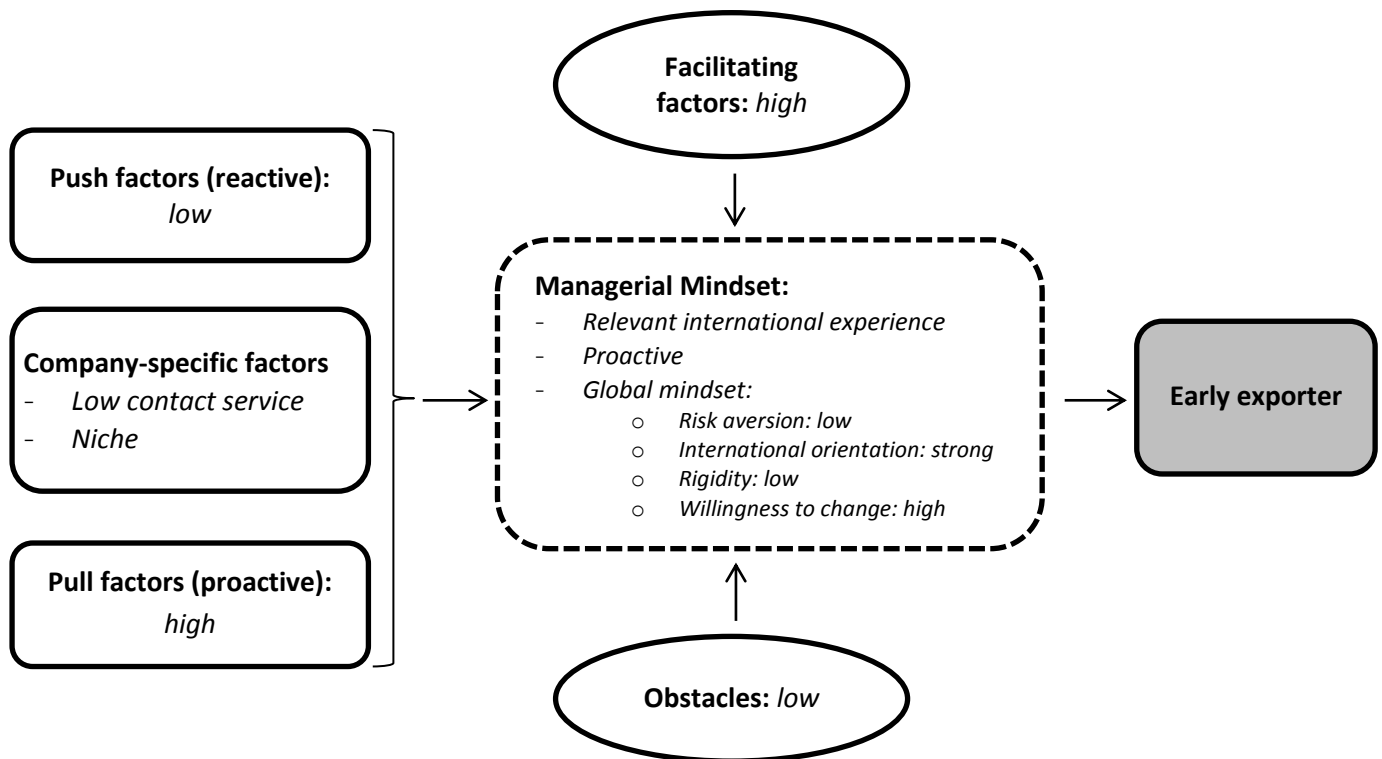 Facilitating
factors: high
Push factors (reactive):
low
Company-specific factors
- Low contact service
- Niche
Pull factors (proactive):
high
Managerial Mindset:
- Relevant international experience
- Proactive
- Global mindset:
o Risk aversion: low
o International orientation: strong
o Rigidity: low
o Willingness to change: high
Early exporter
Obstacles: low